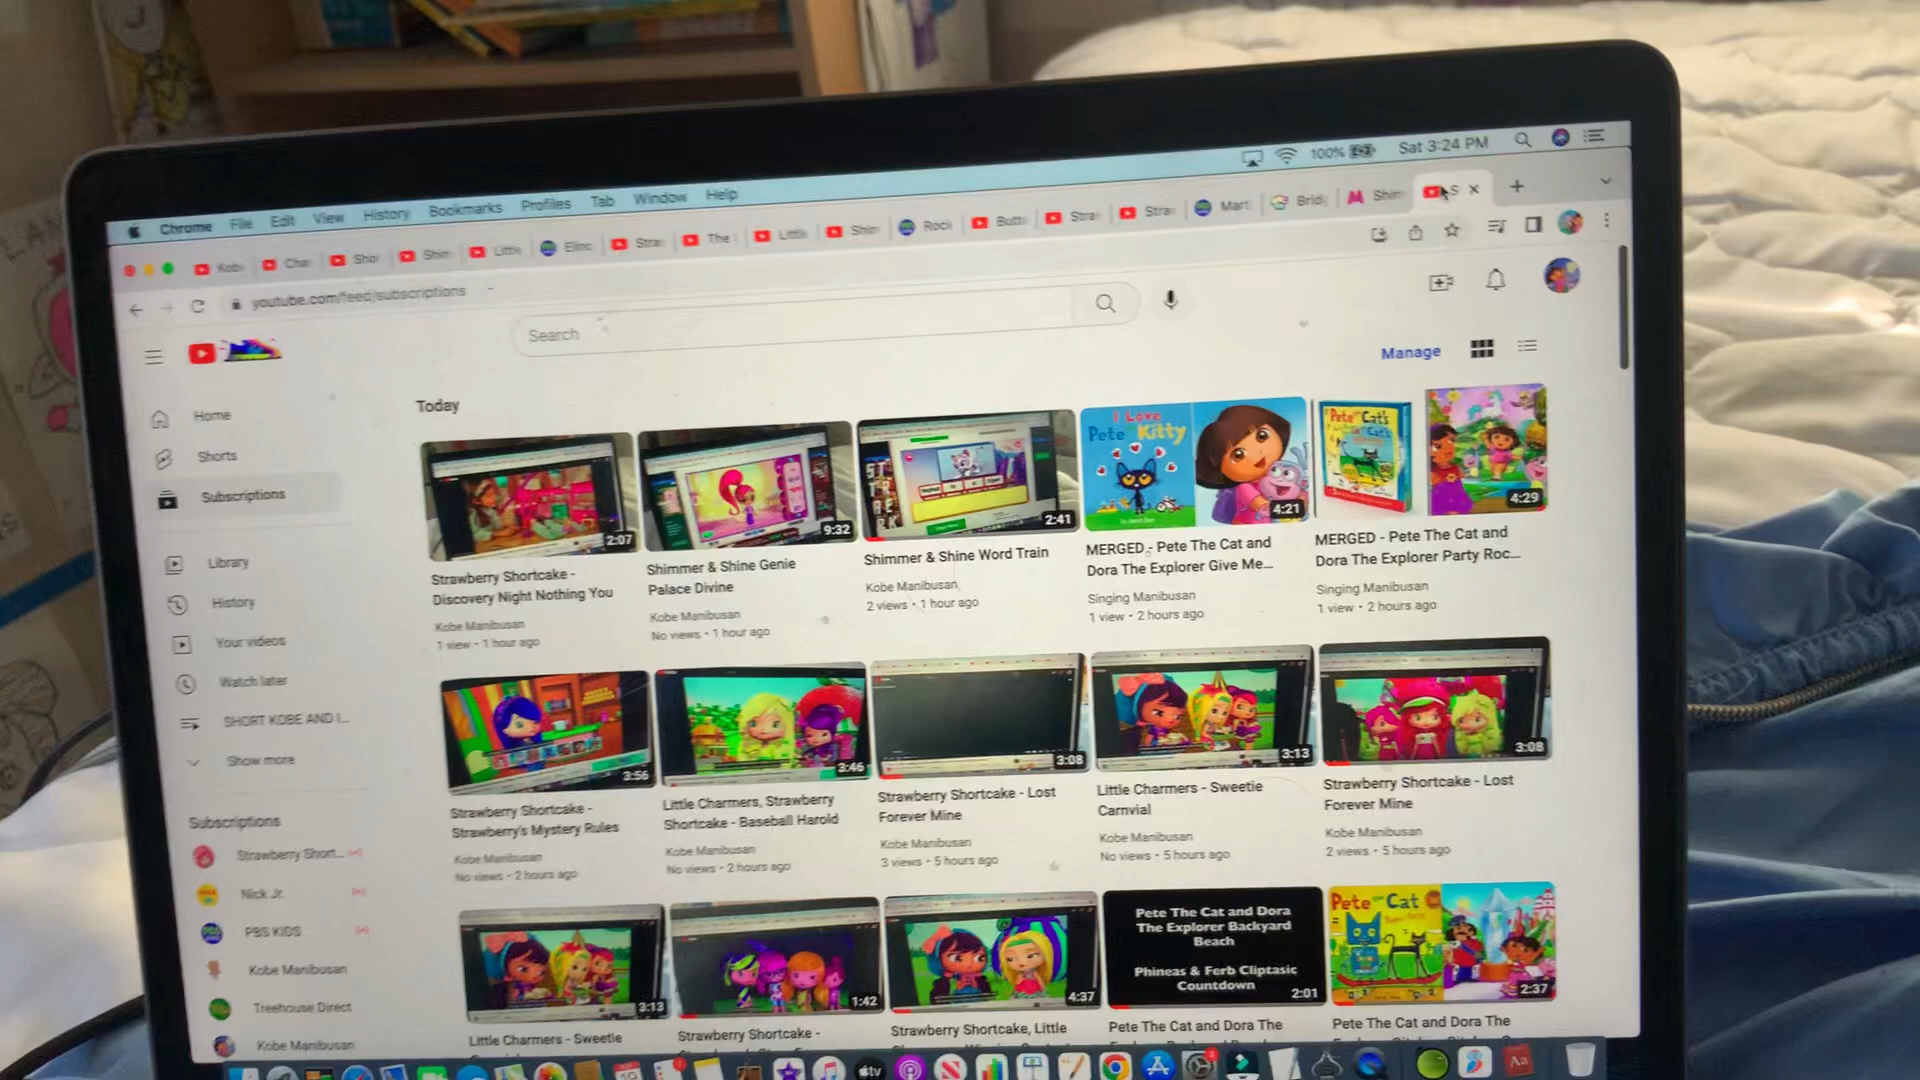 Chrome File Edit View History Bookmarks Profiles Tab Window Help
100% Sat 3:24 PM
youtube.com/feed/subscriptions
Search
Manage
Home
Shorts
Subscriptions
Library
History
Your videos
Watch later
SHORT KOBE AND I...
Show more
Subscriptions
Strawberry Short...
Nick Jr.
PBS KIDS
Kobe Manibusan
Treehouse Direct
Kobe Manibusan
Today
2:07
Strawberry Shortcake -
Discovery Night Nothing You
Kobe Manibusan
1 view • 1 hour ago
9:32
Shimmer & Shine Genie
Palace Divine
Kobe Manibusan
No views • 1 hour ago
2:41
Shimmer & Shine Word Train
Kobe Manibusan
2 views • 1 hour ago
I Love
Pete Kitty
4:21
MERGED - Pete The Cat and
Dora The Explorer Give Me...
Singing Manibusan
1 view • 2 hours ago
Pete the Cat's
4:29
MERGED - Pete The Cat and
Dora The Explorer Party Roc...
Singing Manibusan
1 view • 2 hours ago
3:56
Strawberry Shortcake -
Strawberry's Mystery Rules
Kobe Manibusan
No views • 2 hours ago
3:46
Little Charmers, Strawberry
Shortcake - Baseball Harold
Kobe Manibusan
No views • 2 hours ago
3:08
Strawberry Shortcake - Lost
Forever Mine
Kobe Manibusan
3 views • 5 hours ago
3:13
Little Charmers - Sweetie
Carnvial
Kobe Manibusan
No views • 5 hours ago
3:08
Strawberry Shortcake - Lost
Forever Mine
Kobe Manibusan
2 views • 5 hours ago
3:13
Little Charmers - Sweetie
1:42
Strawberry Shortcake -
4:37
Strawberry Shortcake, Little
Pete The Cat and Dora
The Explorer Backyard
Beach
Phineas & Ferb Cliptasic
Countdown
2:01
Pete The Cat and Dora The
Pete the Cat
2:37
Pete The Cat and Dora The
tv
Aa